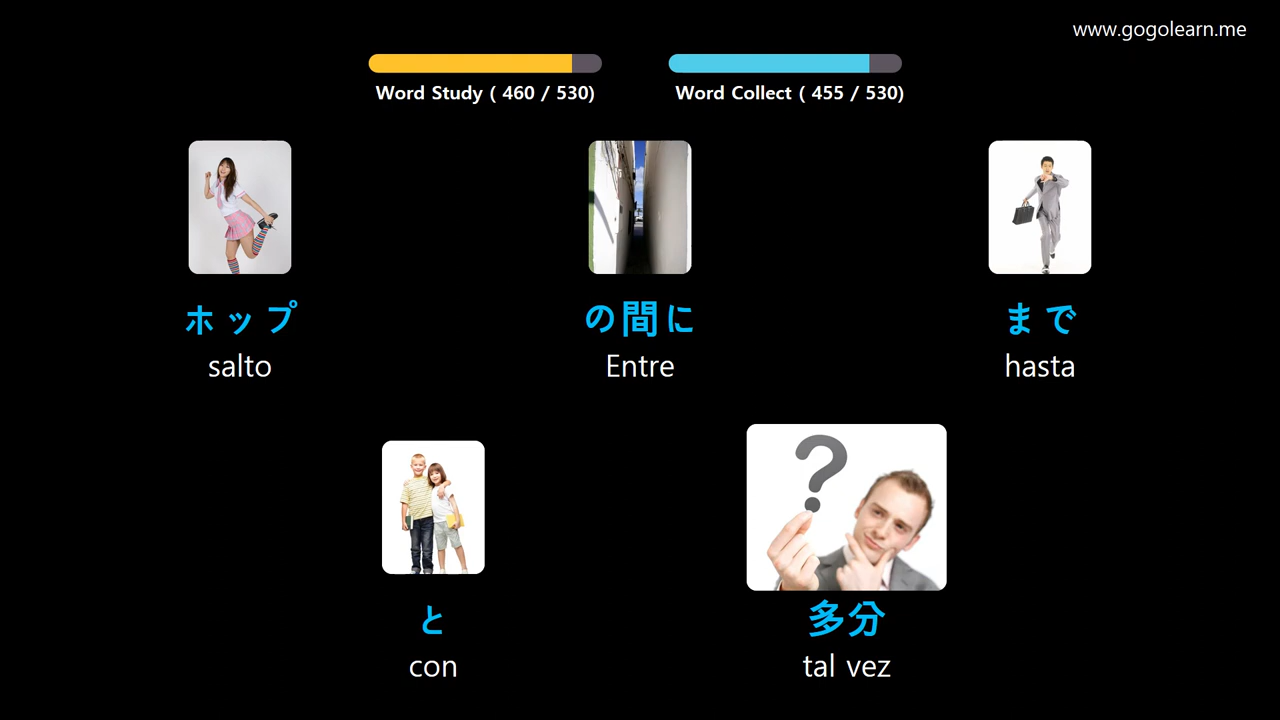 www.gogolearn.me
Word Study ( 460 / 530)
Word Collect ( 455 / 530)
ホップ
salto
の間に
Entre
まで
hasta
と
con
多分
tal vez